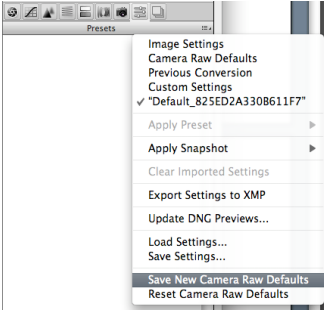 Presets
Image Settings
Camera Raw Defaults
Previous Conversion
Custom Settings
✓ "Default_825ED2A330B611F7"
Apply Preset
Apply Snapshot
Clear Imported Settings
Export Settings to XMP
Update DNG Previews...
Load Settings...
Save Settings...
Save New Camera Raw Defaults
Reset Camera Raw Defaults